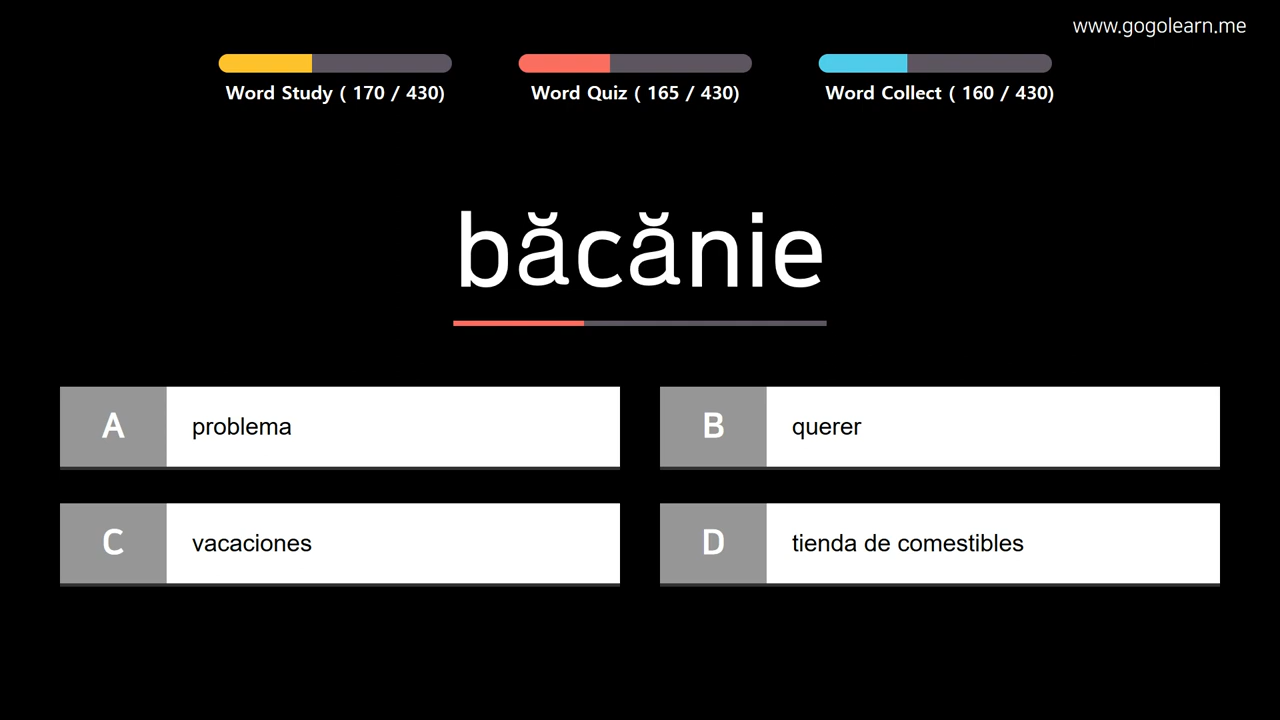 www.gogolearn.me
Word Study ( 170 / 430)
Word Quiz ( 165 / 430)
Word Collect ( 160 / 430)
băcănie
A problema
B querer
C vacaciones
D tienda de comestibles